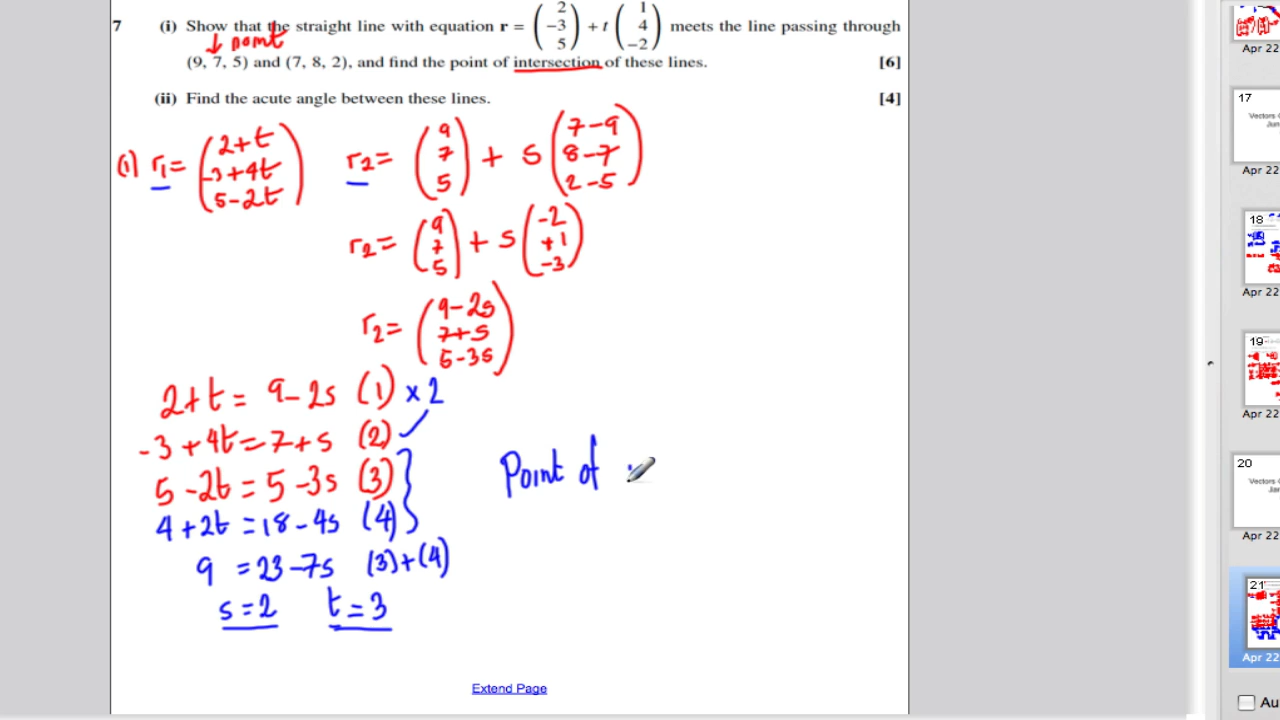 7 (i) Show that the straight line with equation r = ( 2 -3 5 ) + t ( 1 4 -2 ) meets the line passing through
↓ point
(9, 7, 5) and (7, 8, 2), and find the point of intersection of these lines. [6]
(ii) Find the acute angle between these lines. [4]
(i) r1 = ( 2+t -3+4t 5-2t ) r2 = ( 9 7 5 ) + s ( 7-9 8-7 2-5 )
r2 = ( 9 7 5 ) + s ( -2 +1 -3 )
r2 = ( 9-2s 7+s 5-3s )
2+t = 9-2s (1) ×2
-3+4t = 7+s (2) ✓
5-2t = 5-3s (3)
4+2t = 18-4s (4)
9 = 23-7s (3)+(4)
s=2 t=3
Point of
Extend Page
Apr 22
17
Vectors
Apr 22
18
Apr 22
19
Apr 22
20
Vectors
Apr 22
21
Apr 22
Au